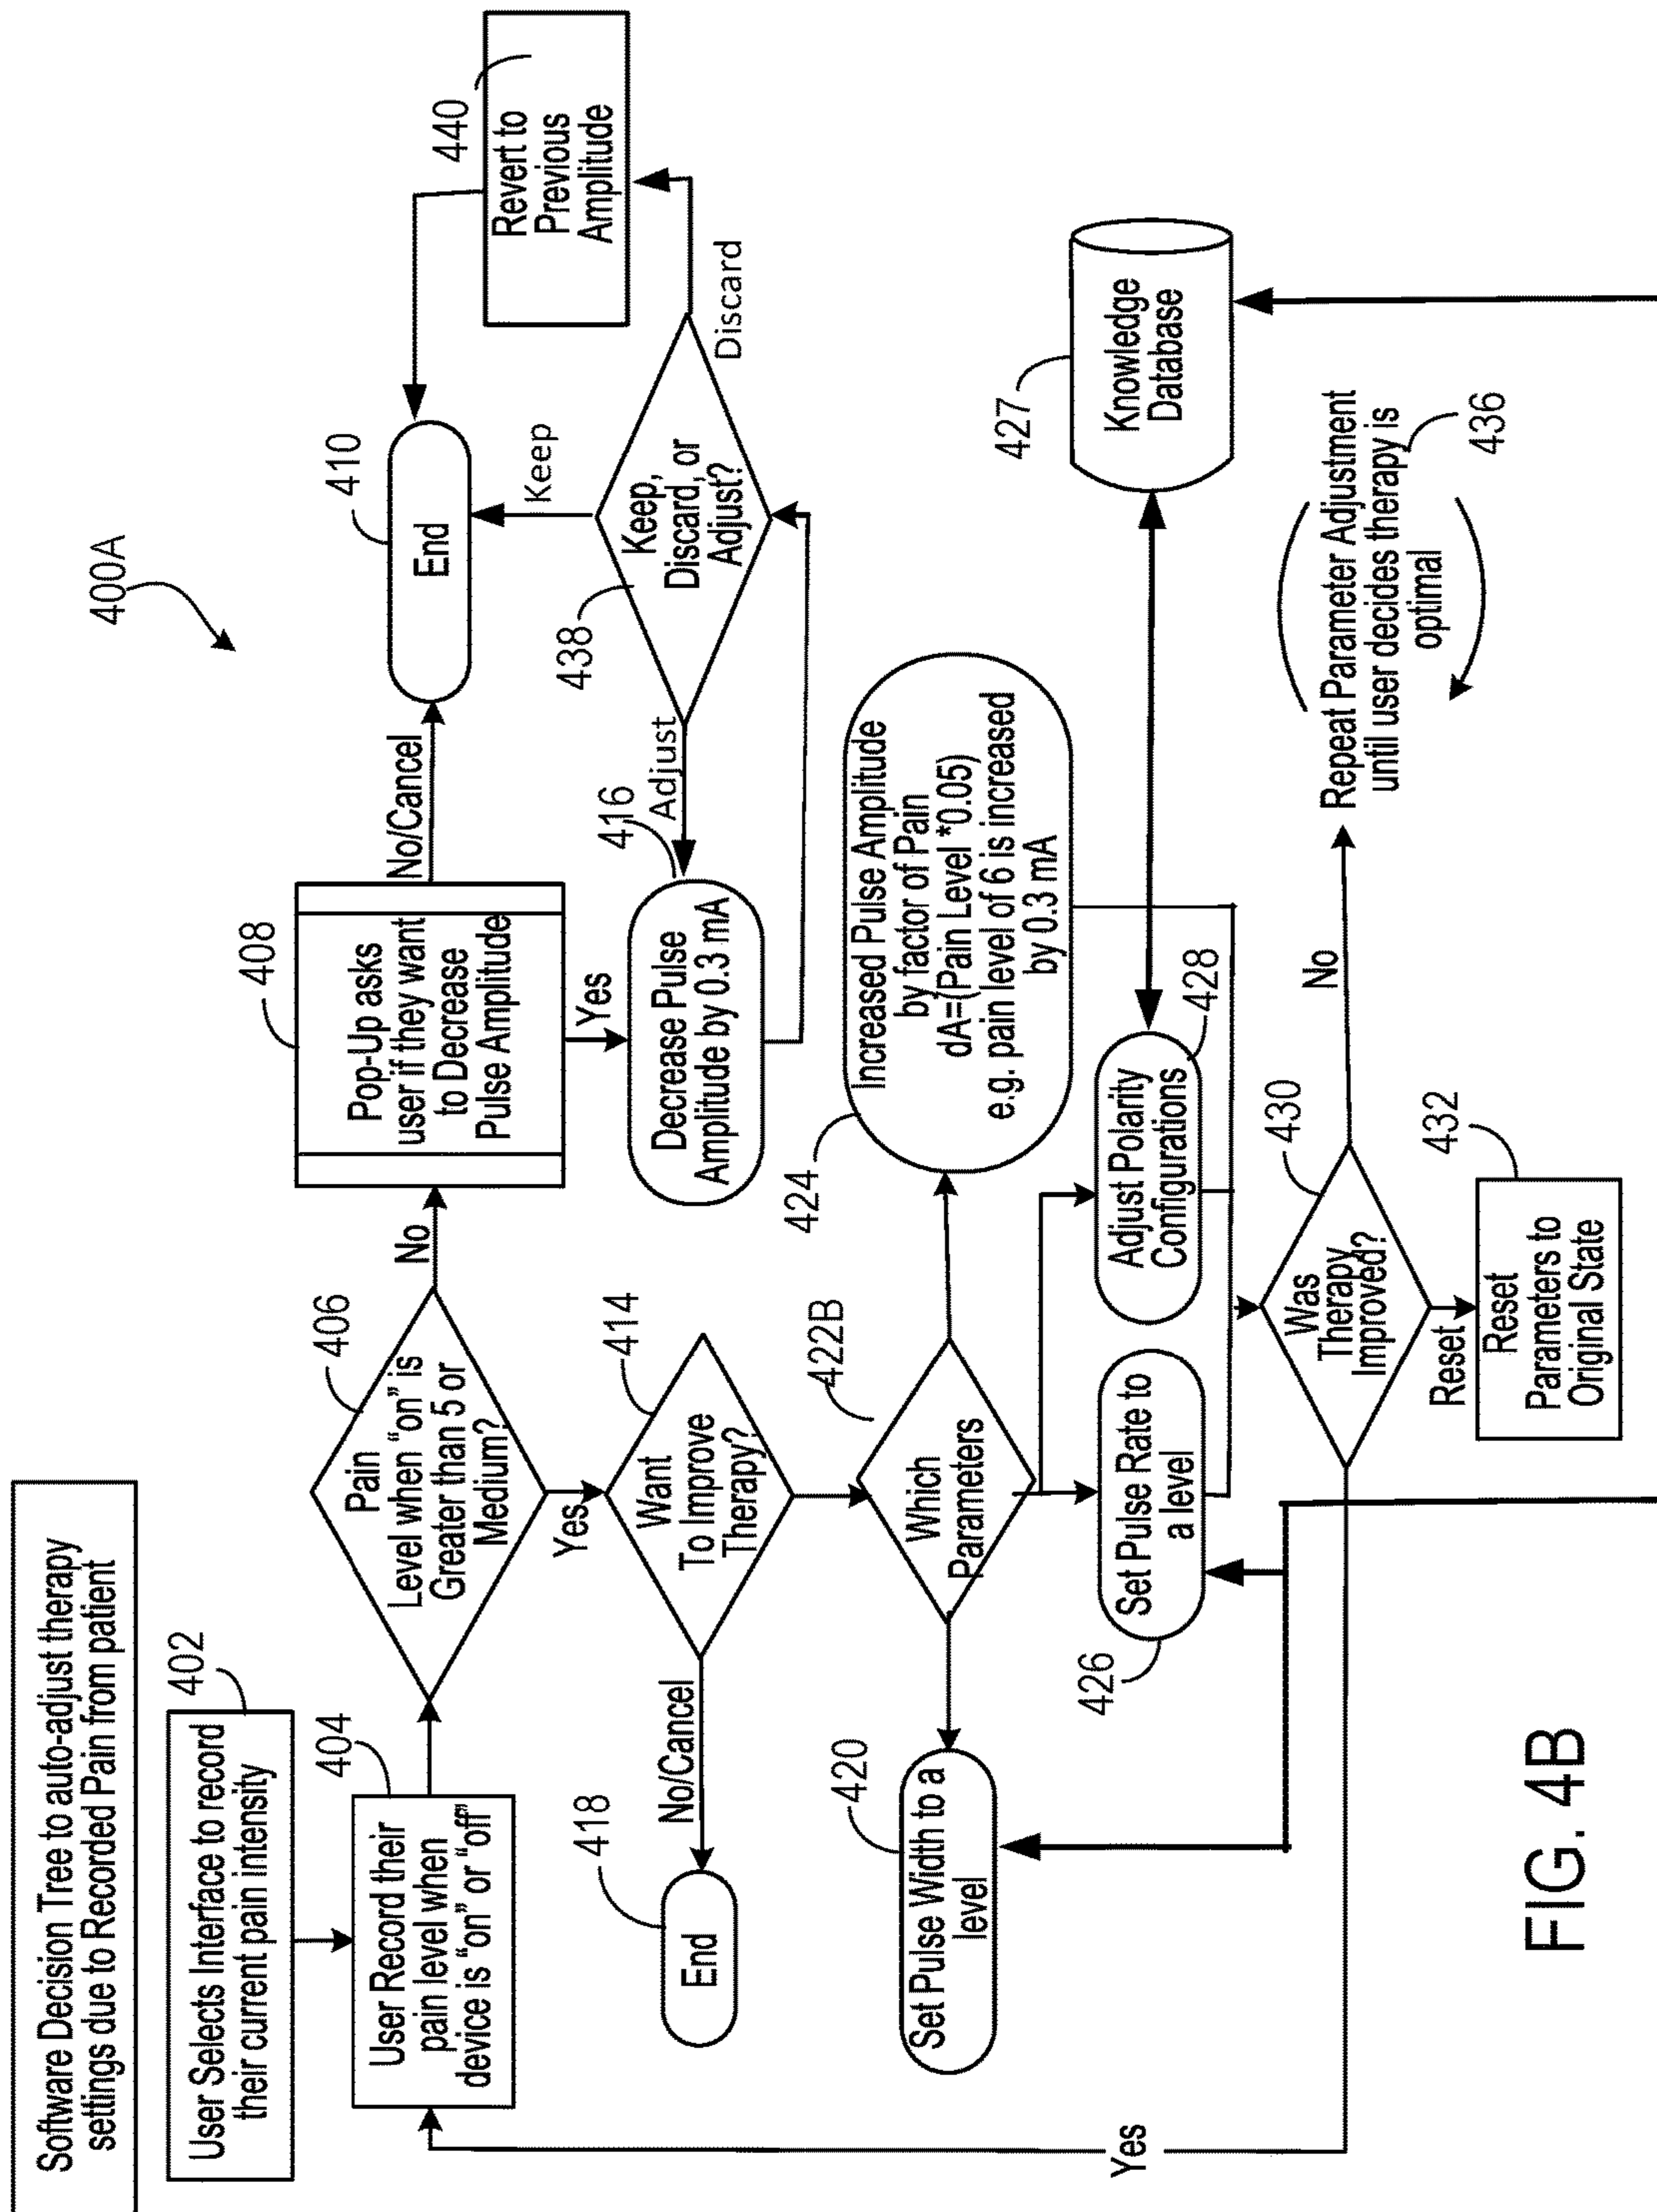 Software Decision Tree to auto-adjust therapy
settings due to Recorded Pain from patient
400A
402
User Selects Interface to record
their current pain intensity
404
User Record their
pain level when
device is "on" or "off"
406
Pain
Level when "on" is
Greater than 5 or
Medium?
No
Yes
408
Pop-Up asks
user if they want
to Decrease
Pulse Amplitude
No/Cancel
Yes
410
End
440
Revert to
Previous
Amplitude
414
Want
To Improve
Therapy?
No/Cancel
418
End
416
Decrease Pulse
Amplitude by 0.3 mA
Adjust
438
Keep,
Discard, or
Adjust?
Keep
Discard
422B
Which
Parameters
424
Increased Pulse Amplitude
by factor of Pain
dA=(Pain Level *0.05)
e.g. pain level of 6 is increased
by 0.3 mA
420
Set Pulse Width to a
level
426
Set Pulse Rate to
a level
428
Adjust Polarity
Configurations
427
Knowledge
Database
430
Was
Therapy
Improved?
No
Yes
Reset
432
Reset
Parameters to
Original State
Repeat Parameter Adjustment
until user decides therapy is
optimal
436
FIG. 4B